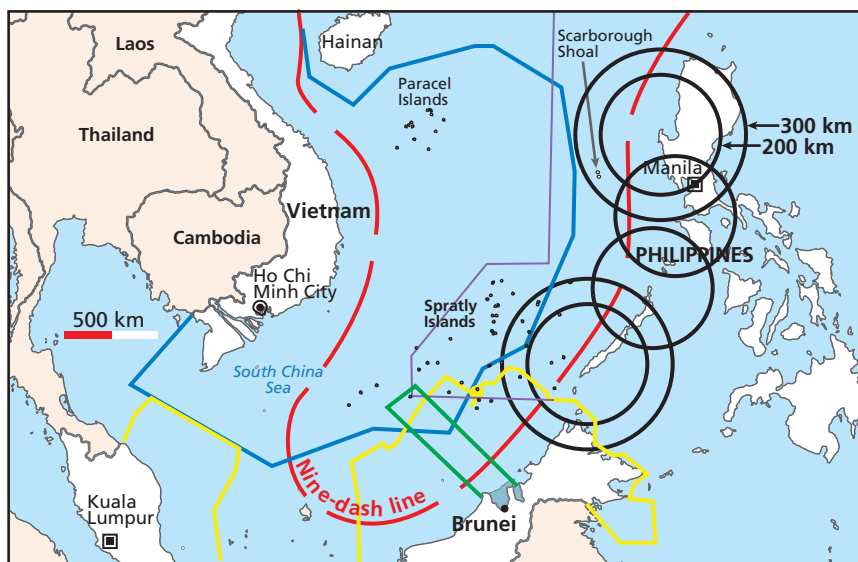 Laos
Hainan
Scarborough
Shoal
Paracel
Islands
Thailand
300 km
200 km
Manila
Vietnam
Cambodia
PHILIPPINES
Ho Chi
Minh City
Spratly
Islands
500 km
South China
Sea
Nine-dash line
Kuala
Lumpur
Brunei